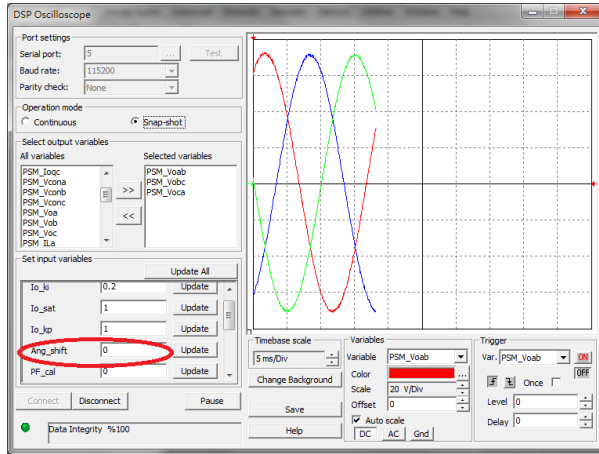 DSP Oscilloscope
Port settings
Serial port: 5 ... Test
Baud rate: 115200
Parity check: None
Operation mode
Continuous Snap-shot
Select output variables
All variables Selected variables
PSM_Ioqc
PSM_Vcona
PSM_Vconb
PSM_Vconc
PSM_Voa
PSM_Vob
PSM_Voc
PSM_ILa
>>
<<
PSM_Voab
PSM_Vobc
PSM_Voca
Set input variables
Update All
Io_ki 0.2 Update
Io_sat 1 Update
Io_kp 1 Update
Ang_shift 0 Update
PF_cal 0 Update
Connect Disconnect Pause
Data Integrity %100
Timebase scale
5 ms/Div
Change Background
Save
Help
Variables
Variable PSM_Voab
Color ...
Scale 20 V/Div
Offset 0
Auto scale
DC AC Gnd
Trigger
Var. PSM_Voab ON
OFF
Once
Level 0
Delay 0